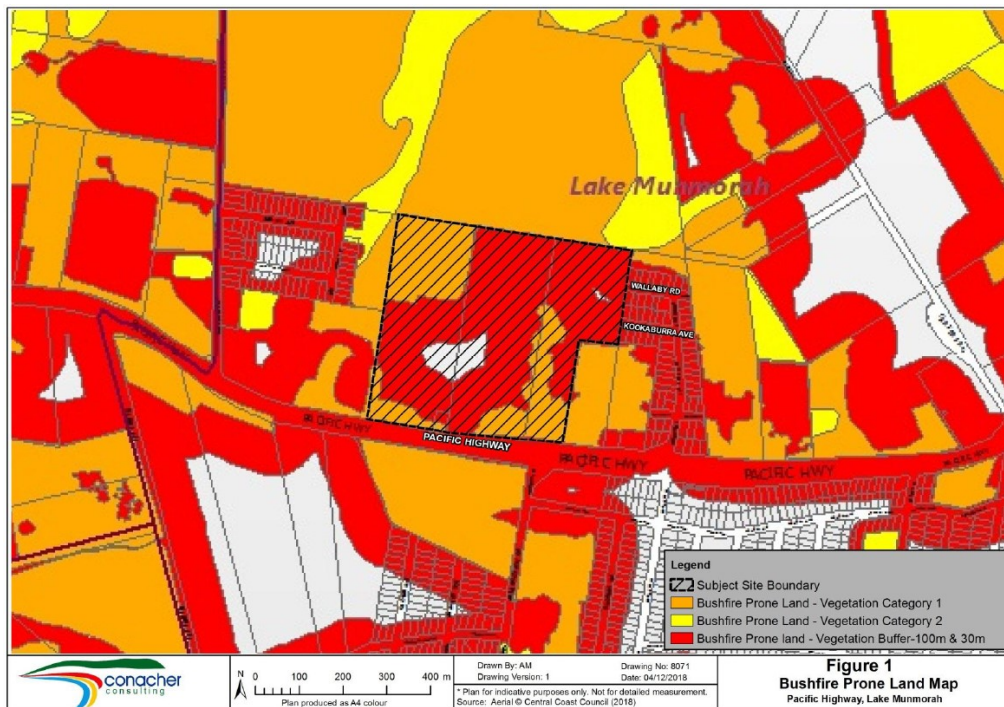 Lake Munmorah
WALLABY RD
KOOKABURRA AVE
PACIFIC HWY
PACIFIC HIGHWAY
PACIFIC HWY
PACIFIC HWY
Legend
Subject Site Boundary
Bushfire Prone Land - Vegetation Category 1
Bushfire Prone Land - Vegetation Category 2
Bushfire Prone land - Vegetation Buffer-100m & 30m
conacher
consulting
N
0 100 200 300 400 m
Plan produced as A4 colour
Drawn By: AM
Drawing Version: 1
Drawing No: 8071
Date: 04/12/2018
* Plan for indicative purposes only. Not for detailed measurement.
Source: Aerial © Central Coast Council (2018)
Figure 1
Bushfire Prone Land Map
Pacific Highway, Lake Munmorah